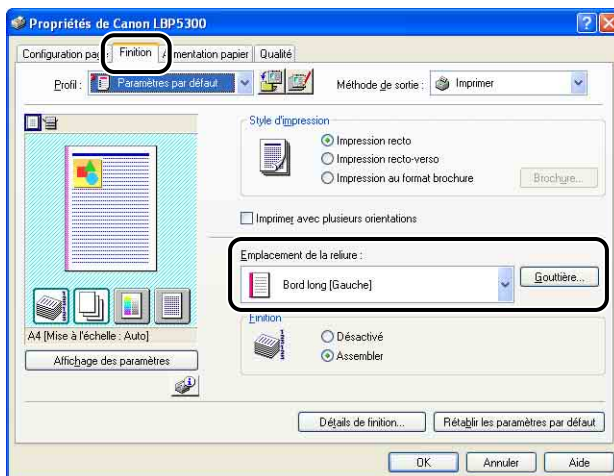 Propriétés de Canon LBP5300
Configuration pag Finition limentation papier Qualité
Profil : Paramètres par défaut Méthode de sortie : Imprimer
Style d'impression
Impression recto
Impression recto-verso
Impression au format brochure Brochure...
Imprimer avec plusieurs orientations
Emplacement de la reliure :
Bord long [Gauche] Gouttière...
Finition
Désactivé
Assembler
A4 [Mise à l'échelle : Auto]
Affichage des paramètres
Détails de finition... Rétablir les paramètres par défaut
OK Annuler Aide